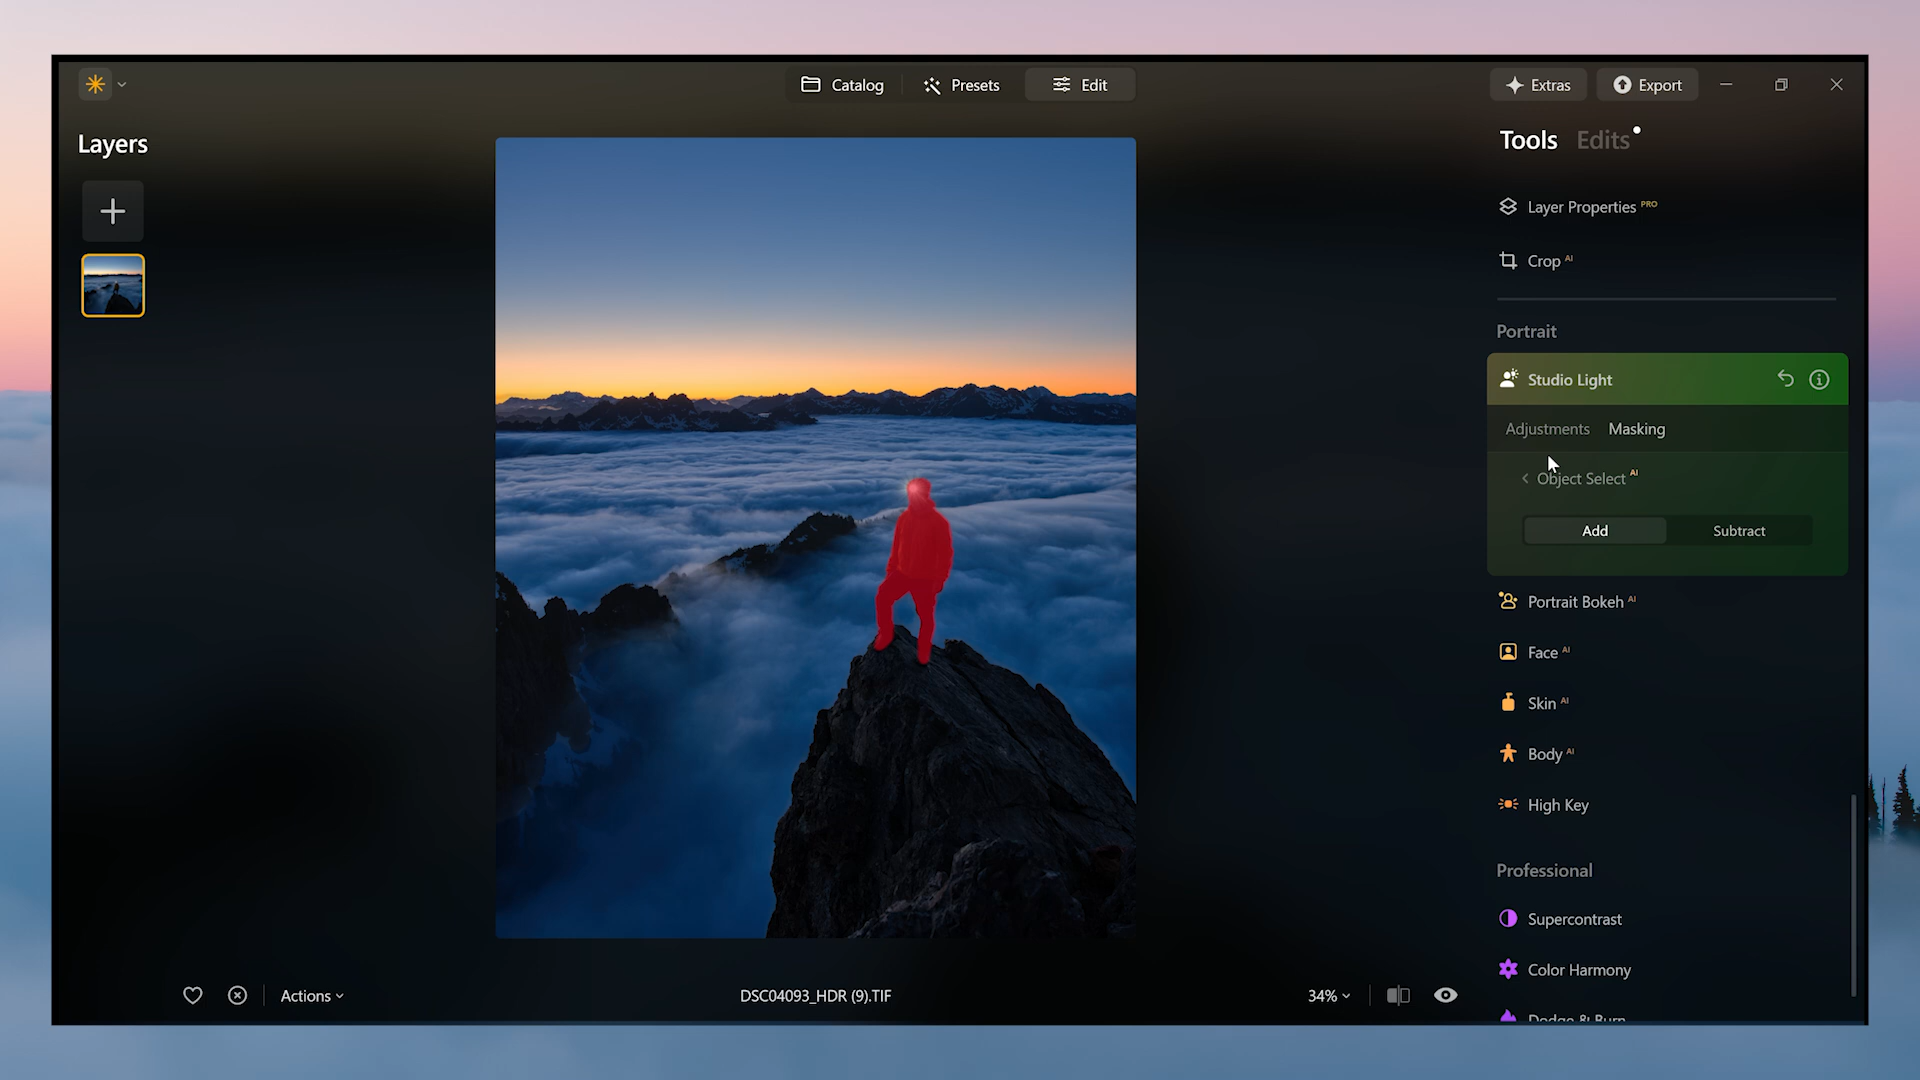 Catalog
Presets
Edit
Extras
Export
Layers
Tools
Edits
Layer Properties PRO
Crop AI
Portrait
Studio Light
Adjustments
Masking
Object Select AI
Add
Subtract
Portrait Bokeh AI
Face AI
Skin AI
Body AI
High Key
Professional
Supercontrast
Color Harmony
Dodge & Burn
Actions
DSC04093_HDR (9).TIF
34%